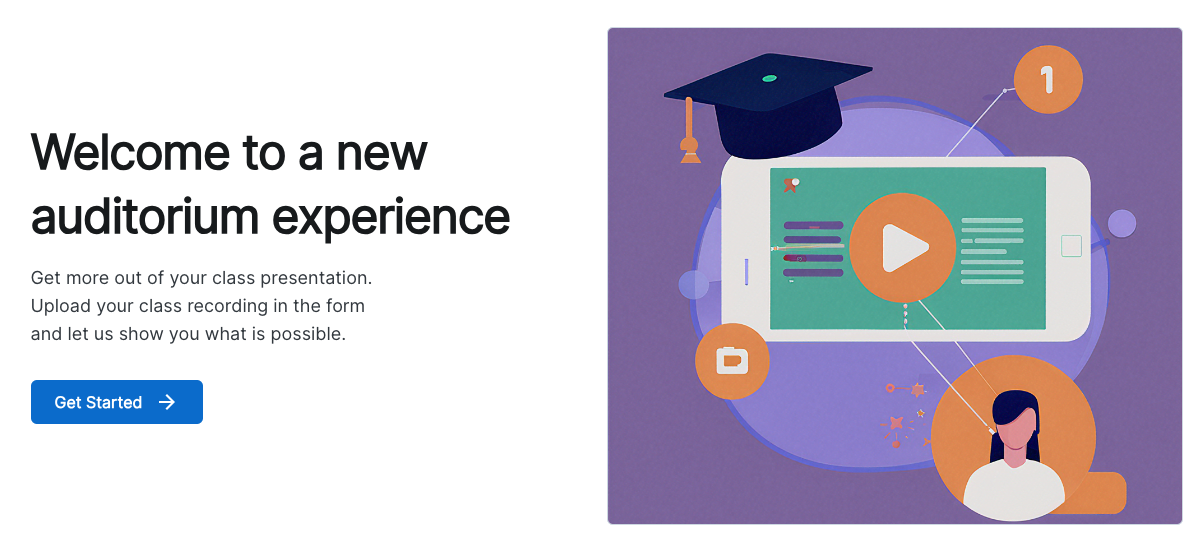 Welcome to a new
auditorium experience
Get more out of your class presentation.
Upload your class recording in the form
and let us show you what is possible.
Get Started
1